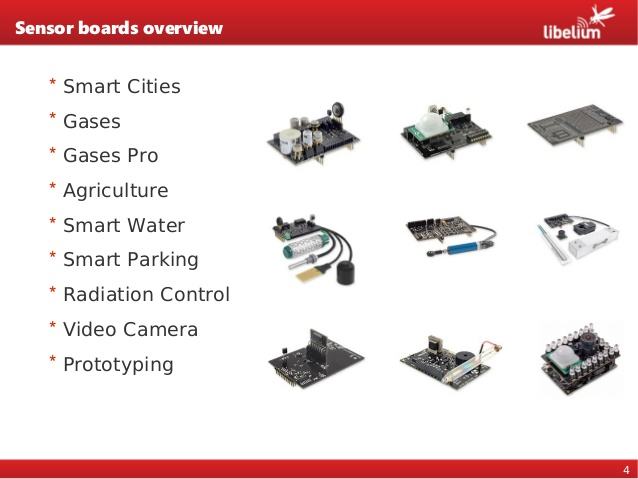 Sensor boards overview
libelium
* Smart Cities
* Gases
* Gases Pro
* Agriculture
* Smart Water
* Smart Parking
* Radiation Control
* Video Camera
* Prototyping
4